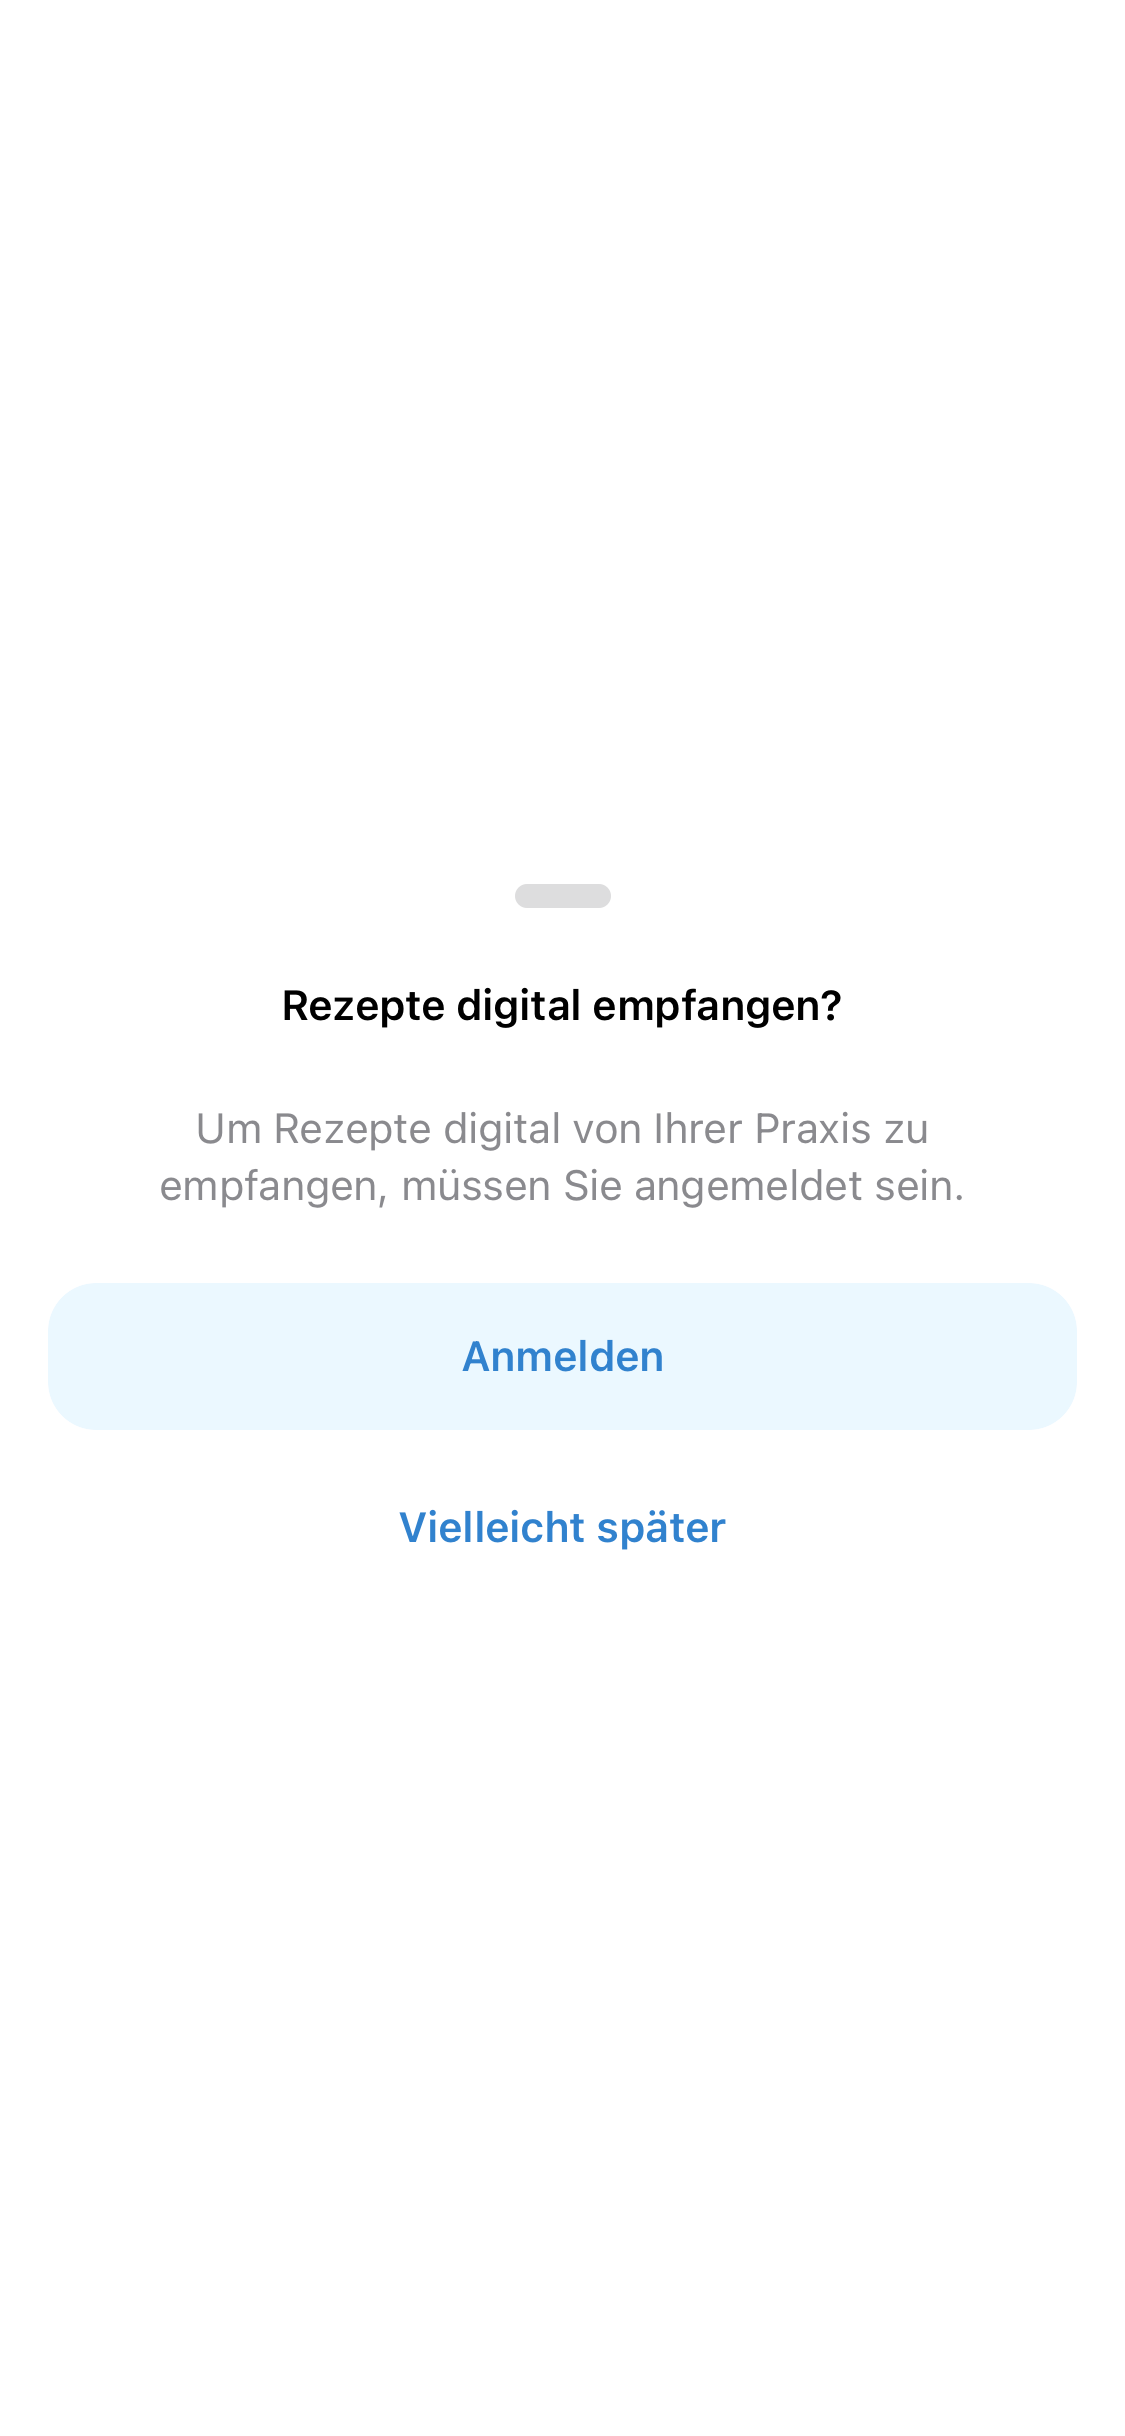 Rezepte digital empfangen?
Um Rezepte digital von Ihrer Praxis zu
empfangen, müssen Sie angemeldet sein.
Anmelden
Vielleicht später